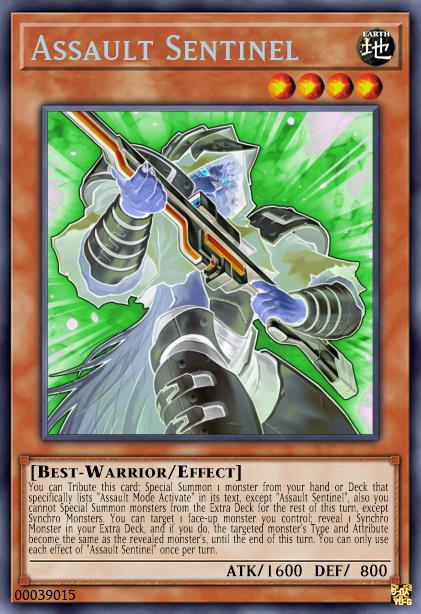 ASSAULT SENTINEL
EARTH
地
[BEST-WARRIOR/EFFECT]
You can Tribute this card; Special Summon 1 monster from your hand or Deck that
specifically lists "Assault Mode Activate" in its text, except "Assault Sentinel", also you
cannot Special Summon monsters from the Extra Deck for the rest of this turn, except
Synchro Monsters. You can target 1 face-up monster you control; reveal 1 Synchro
Monster in your Extra Deck, and if you do, the targeted monster's Type and Attribute
become the same as the revealed monster's, until the end of this turn. You can only use
each effect of "Assault Sentinel" once per turn.
ATK/1600 DEF/ 800
00039015